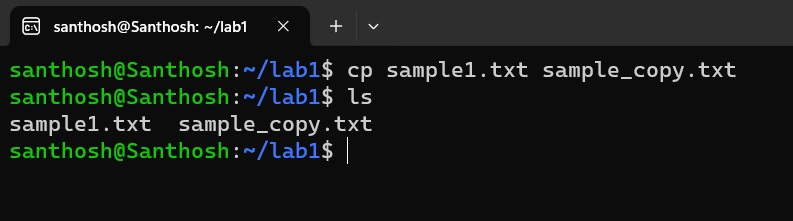 santhosh@Santhosh: ~/lab1
santhosh@Santhosh:~/lab1$ cp sample1.txt sample_copy.txt
santhosh@Santhosh:~/lab1$ ls
sample1.txt  sample_copy.txt
santhosh@Santhosh:~/lab1$